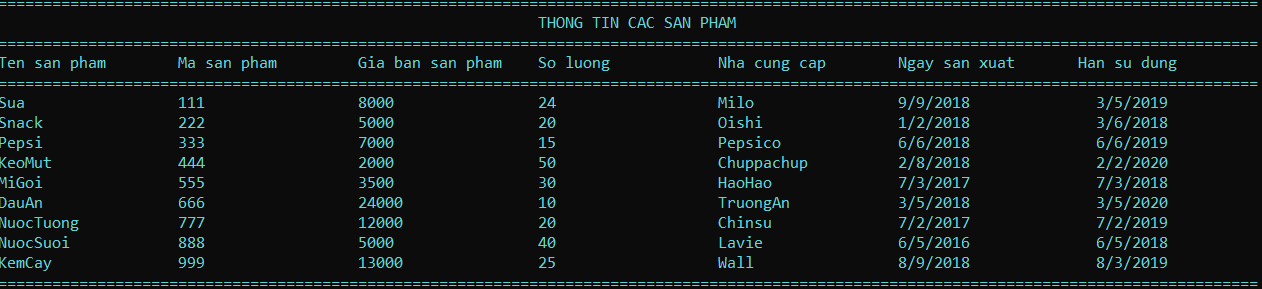 ============================================================================================================================================
THONG TIN CAC SAN PHAM
============================================================================================================================================
Ten san pham Ma san pham Gia ban san pham So luong Nha cung cap Ngay san xuat Han su dung
============================================================================================================================================
Sua 111 8000 24 Milo 9/9/2018 3/5/2019
Snack 222 5000 20 Oishi 1/2/2018 3/6/2018
Pepsi 333 7000 15 Pepsico 6/6/2018 6/6/2019
KeoMut 444 2000 50 Chuppachup 2/8/2018 2/2/2020
MiGoi 555 3500 30 HaoHao 7/3/2017 7/3/2018
DauAn 666 24000 10 TruongAn 3/5/2018 3/5/2020
NuocTuong 777 12000 20 Chinsu 7/2/2017 7/2/2019
NuocSuoi 888 5000 40 Lavie 6/5/2016 6/5/2018
KemCay 999 13000 25 Wall 8/9/2018 8/3/2019
============================================================================================================================================